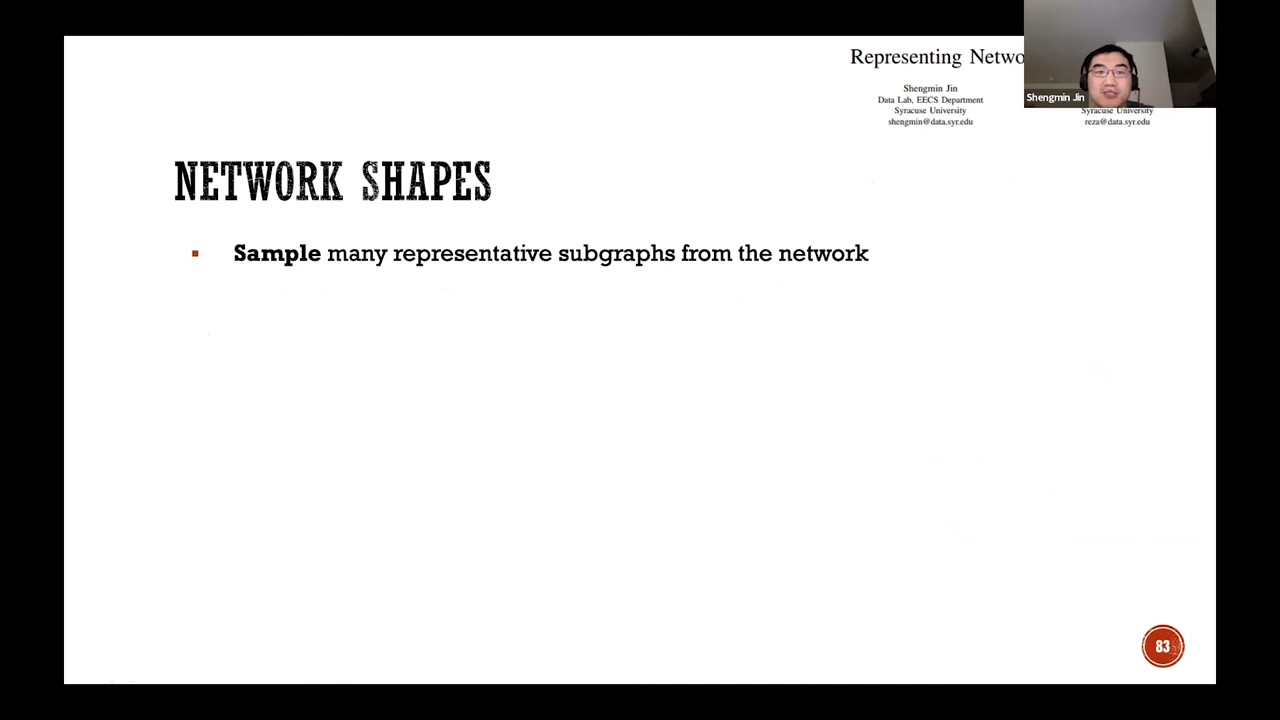 Representing Netwo
Shengmin Jin
Data Lab, EECS Department
Syracuse University
shengmin@data.syr.edu
Shengmin Jin
Syracuse University
reza@data.syr.edu
NETWORK SHAPES
▪ Sample many representative subgraphs from the network
83